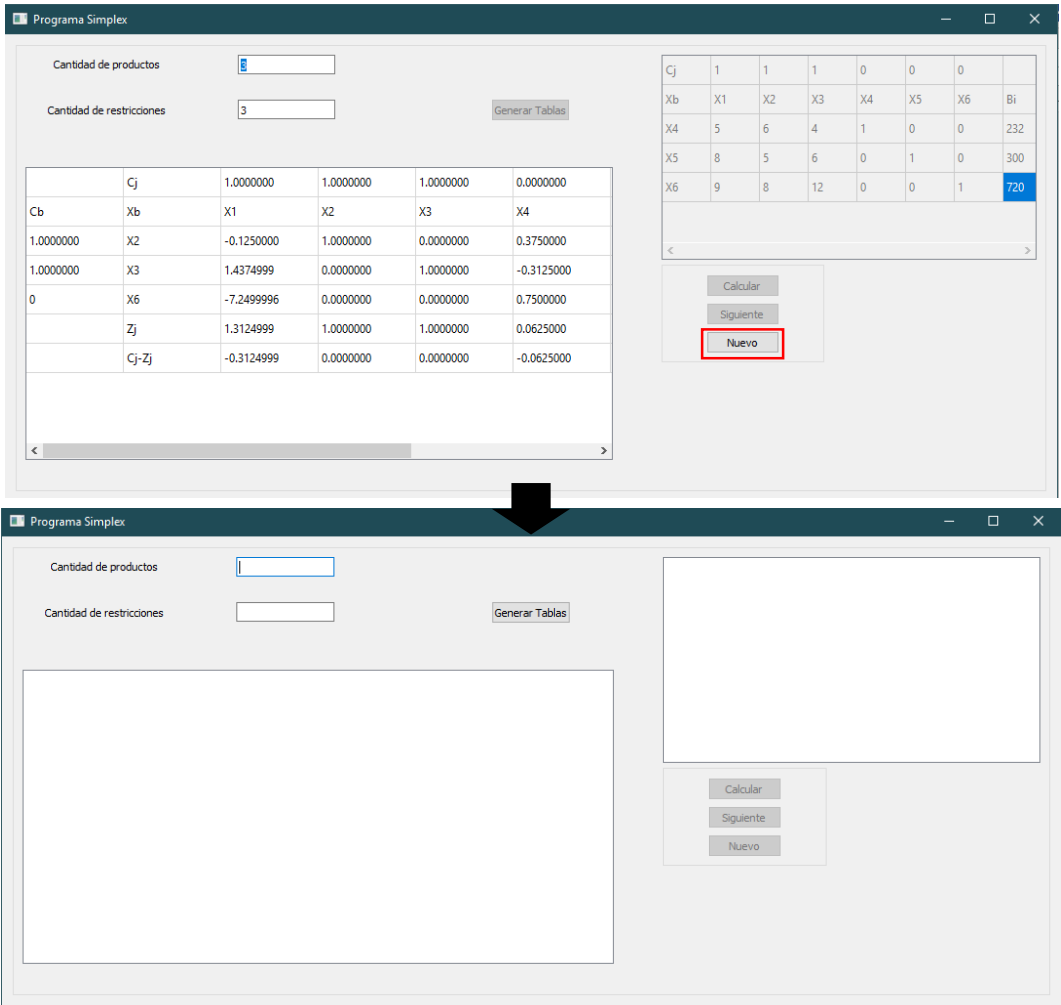 Programa Simplex
Cantidad de productos 3
Cantidad de restricciones 3 Generar Tablas
Cj 1.0000000 1.0000000 1.0000000 0.0000000
Cb Xb X1 X2 X3 X4
1.0000000 X2 -0.1250000 1.0000000 0.0000000 0.3750000
1.0000000 X3 1.4374999 0.0000000 1.0000000 -0.3125000
0 X6 -7.2499996 0.0000000 0.0000000 0.7500000
Zj 1.3124999 1.0000000 1.0000000 0.0625000
Cj-Zj -0.3124999 0.0000000 0.0000000 -0.0625000
Cj 1 1 1 0 0 0
Xb X1 X2 X3 X4 X5 X6 Bi
X4 5 6 4 1 0 0 232
X5 8 5 6 0 1 0 300
X6 9 8 12 0 0 1 720
Calcular
Siguiente
Nuevo
Programa Simplex
Cantidad de productos
Cantidad de restricciones Generar Tablas
Calcular
Siguiente
Nuevo